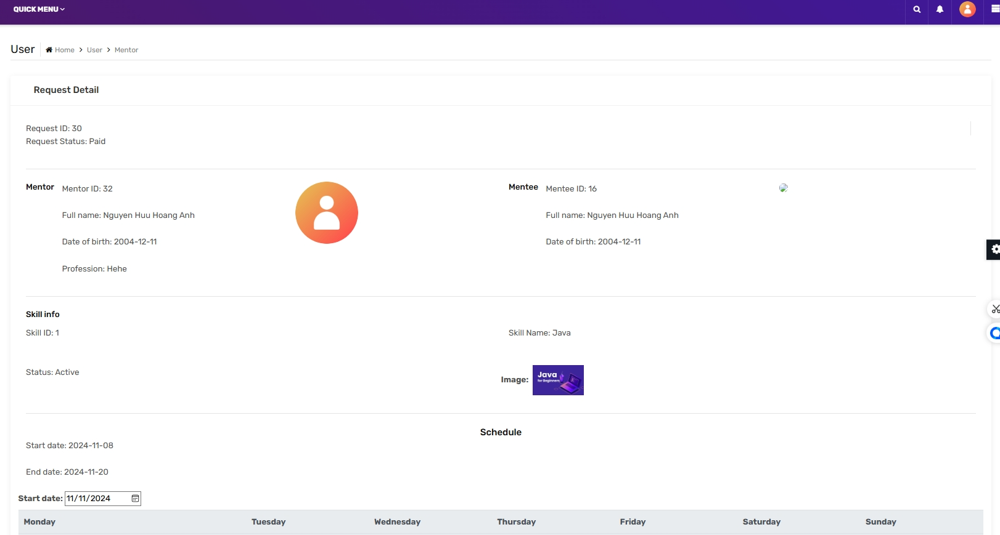 QUICK MENU
User
Home > User > Mentor
Request Detail
Request ID: 30
Request Status: Paid
Mentor
Mentor ID: 32
Full name: Nguyen Huu Hoang Anh
Date of birth: 2004-12-11
Profession: Hehe
Mentee
Mentee ID: 16
Full name: Nguyen Huu Hoang Anh
Date of birth: 2004-12-11
Skill info
Skill ID: 1
Skill Name: Java
Status: Active
Image:
Java
for Beginners
Schedule
Start date: 2024-11-08
End date: 2024-11-20
Start date: 11/11/2024
Monday Tuesday Wednesday Thursday Friday Saturday Sunday